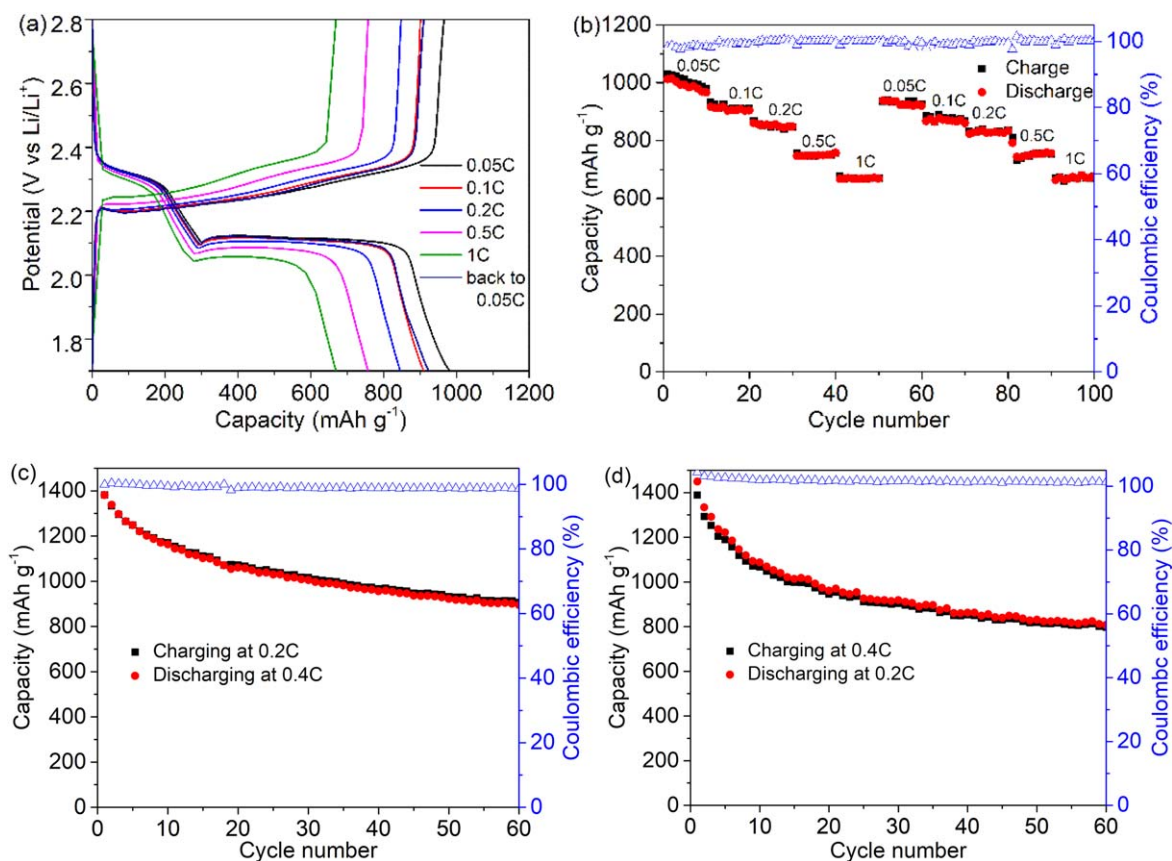 (a)
2.8
2.6
2.4
2.2
2.0
1.8
Potential (V vs Li/Li⁺)
0.05C
0.1C
0.2C
0.5C
1C
back to
0.05C
0 200 400 600 800 1000 1200
Capacity (mAh g⁻¹)
(b)
1200
1000
800
600
400
200
0
Capacity (mAh g⁻¹)
0.05C
0.1C
0.2C
0.5C
1C
0.05C
0.1C
0.2C
0.5C
1C
Charge
Discharge
100
80
60
40
20
0
Coulombic efficiency (%)
0 20 40 60 80 100
Cycle number
(c)
1400
1200
1000
800
600
400
200
0
Capacity (mAh g⁻¹)
Charging at 0.2C
Discharging at 0.4C
100
80
60
40
20
0
Coulombic efficiency (%)
0 10 20 30 40 50 60
Cycle number
(d)
1400
1200
1000
800
600
400
200
0
Capacity (mAh g⁻¹)
Charging at 0.4C
Discharging at 0.2C
100
80
60
40
20
0
Coulombc efficiency (%)
0 10 20 30 40 50 60
Cycle number